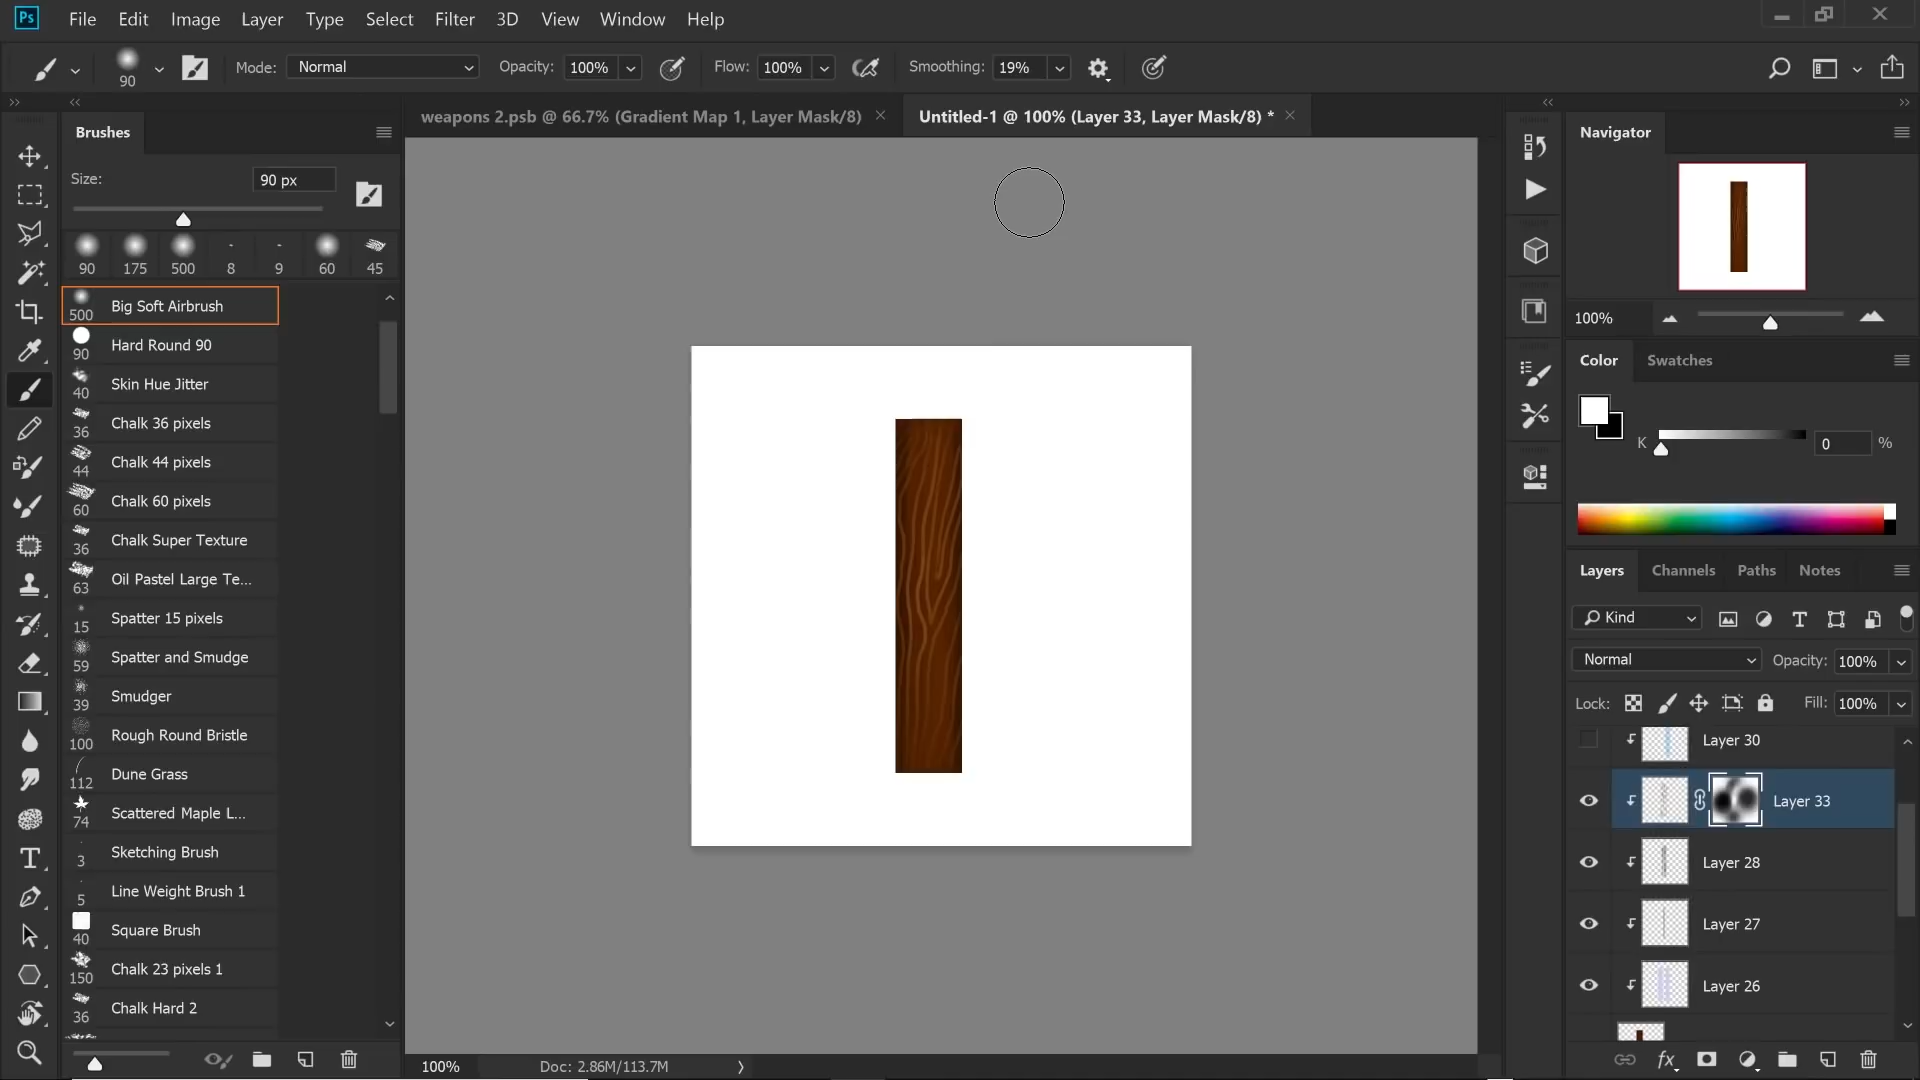 Ps File Edit Image Layer Type Select Filter 3D View Window Help
90 Mode: Normal Opacity: 100% Flow: 100% Smoothing: 19%
Brushes
weapons 2.psb @ 66.7% (Gradient Map 1, Layer Mask/8)
Untitled-1 @ 100% (Layer 33, Layer Mask/8) *
Size: 90 px
90 175 500 8 9 60 45
500 Big Soft Airbrush
90 Hard Round 90
40 Skin Hue Jitter
36 Chalk 36 pixels
44 Chalk 44 pixels
60 Chalk 60 pixels
36 Chalk Super Texture
63 Oil Pastel Large Te...
15 Spatter 15 pixels
59 Spatter and Smudge
39 Smudger
100 Rough Round Bristle
112 Dune Grass
74 Scattered Maple L...
3 Sketching Brush
5 Line Weight Brush 1
40 Square Brush
150 Chalk 23 pixels 1
36 Chalk Hard 2
100% Doc: 2.86M/113.7M
Navigator
100%
Color Swatches
K 0 %
Layers Channels Paths Notes
Kind
Normal Opacity: 100%
Lock: Fill: 100%
Layer 30
Layer 33
Layer 28
Layer 27
Layer 26
fx